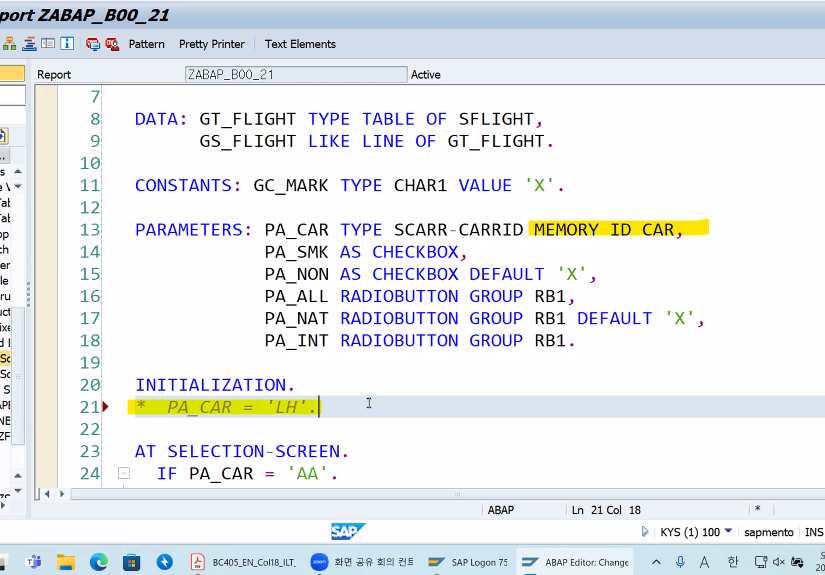 port ZABAP_B00_21
Pattern Pretty Printer Text Elements
Report ZABAP_B00_21 Active
7
8 DATA: GT_FLIGHT TYPE TABLE OF SFLIGHT,
9 GS_FLIGHT LIKE LINE OF GT_FLIGHT.
10
11 CONSTANTS: GC_MARK TYPE CHAR1 VALUE 'X'.
12
13 PARAMETERS: PA_CAR TYPE SCARR-CARRID MEMORY ID CAR,
14 PA_SMK AS CHECKBOX,
15 PA_NON AS CHECKBOX DEFAULT 'X',
16 PA_ALL RADIOBUTTON GROUP RB1,
17 PA_NAT RADIOBUTTON GROUP RB1 DEFAULT 'X',
18 PA_INT RADIOBUTTON GROUP RB1.
19
20 INITIALIZATION.
21 * PA_CAR = 'LH'.
22
23 AT SELECTION-SCREEN.
24 IF PA_CAR = 'AA'.
ABAP Ln 21 Col 18 *
SAP KYS (1) 100 sapmento INS
BC405_EN_Col18_ILT_ 화면 공유 회의 컨트 SAP Logon 75 ABAP Editor: Change A 한